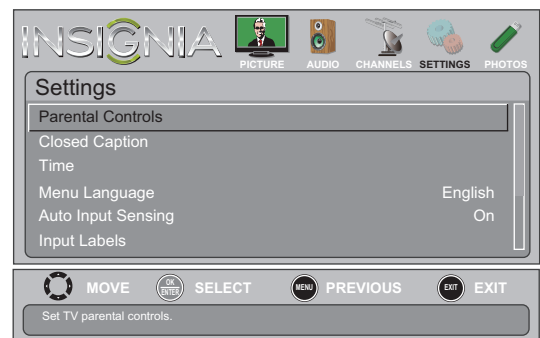 INSIGNIA
PICTURE AUDIO CHANNELS SETTINGS PHOTOS
Settings
Parental Controls
Closed Caption
Time
Menu Language English
Auto Input Sensing On
Input Labels
MOVE OK ENTER SELECT MENU PREVIOUS EXIT EXIT
Set TV parental controls.